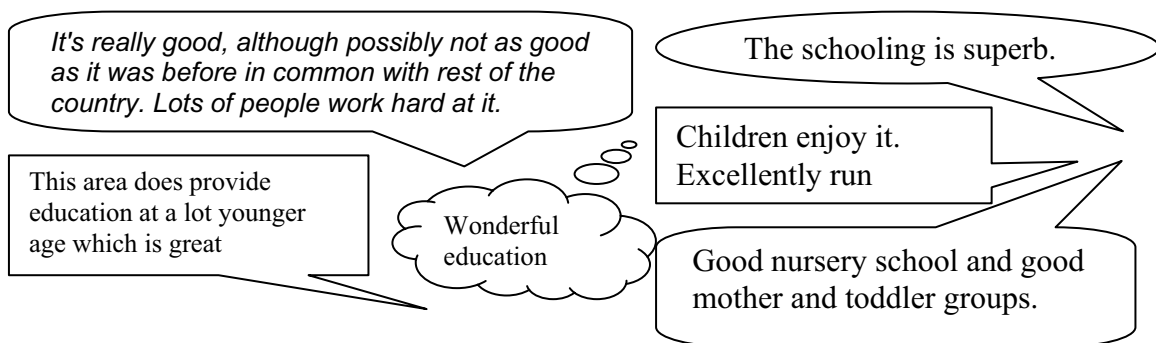 It's really good, although possibly not as good
as it was before in common with rest of the
country. Lots of people work hard at it.
The schooling is superb.
Children enjoy it.
Excellently run
This area does provide
education at a lot younger
age which is great
Wonderful
education
Good nursery school and good
mother and toddler groups.